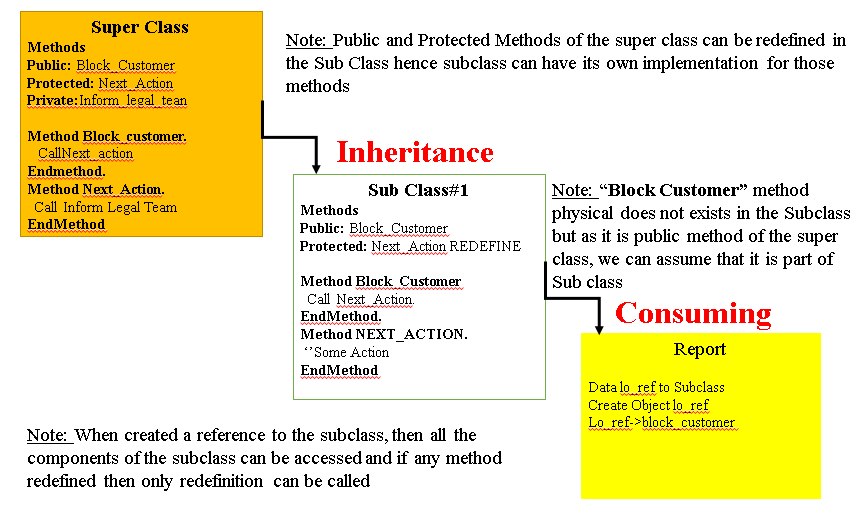 Super Class
Methods
Public: Block_Customer
Protected: Next_Action
Private:Inform_legal_tean
Method Block_customer.
CallNext_action
Endmethod.
Method Next_Action.
Call Inform Legal Team
EndMethod
Note: Public and Protected Methods of the super class can be redefined in
the Sub Class hence subclass can have its own implementation for those
methods
Inheritance
Sub Class#1
Methods
Public: Block_Customer
Protected: Next_Action REDEFINE
Method Block_Customer
Call Next_Action.
EndMethod.
Method NEXT_ACTION.
‘’Some Action
EndMethod
Note: “Block Customer” method
physical does not exists in the Subclass
but as it is public method of the super
class, we can assume that it is part of
Sub class
Consuming
Report
Data lo_ref to Subclass
Create Object lo_ref
Lo_ref->block_customer
Note: When created a reference to the subclass, then all the
components of the subclass can be accessed and if any method
redefined then only redefinition can be called